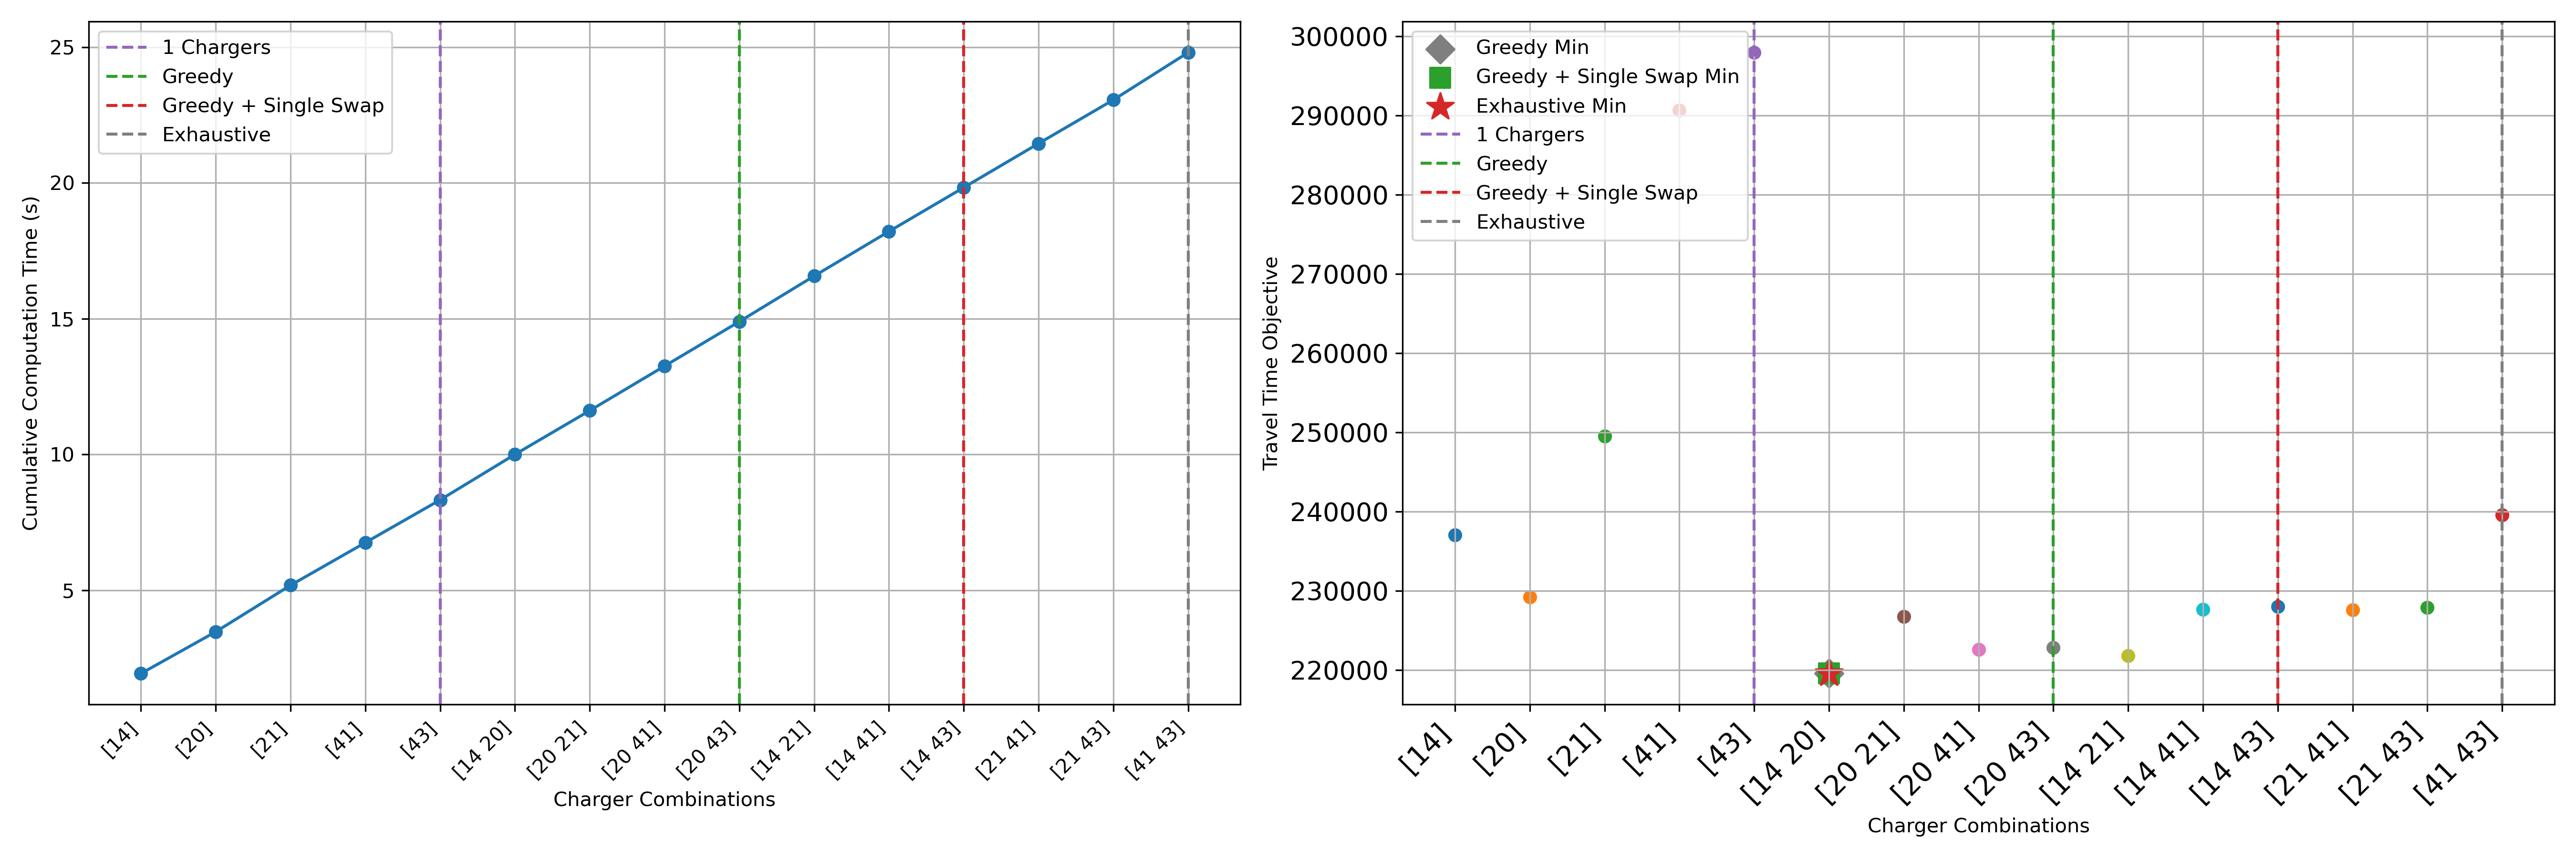 25
20
15
10
5
Cumulative Computation Time (s)
1 Chargers
Greedy
Greedy + Single Swap
Exhaustive
[14]
[20]
[21]
[41]
[43]
[14 20]
[20 21]
[20 41]
[20 43]
[14 21]
[14 41]
[14 43]
[21 41]
[21 43]
[41 43]
Charger Combinations
300000
290000
280000
270000
260000
250000
240000
230000
220000
Travel Time Objective
Greedy Min
Greedy + Single Swap Min
Exhaustive Min
1 Chargers
Greedy
Greedy + Single Swap
Exhaustive
[14]
[20]
[21]
[41]
[43]
[14 20]
[20 21]
[20 41]
[20 43]
[14 21]
[14 41]
[14 43]
[21 41]
[21 43]
[41 43]
Charger Combinations